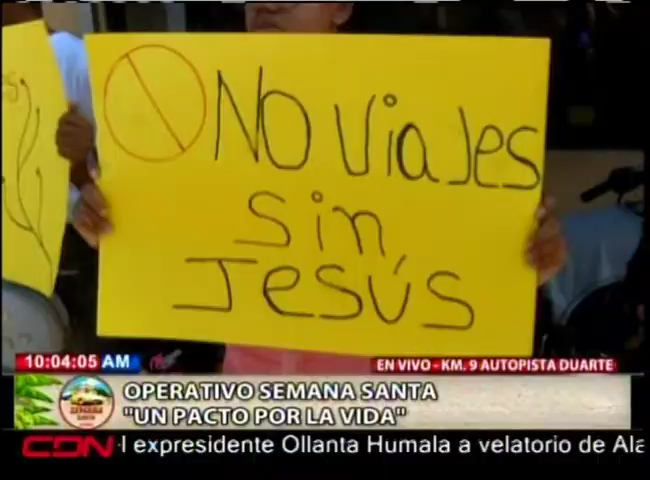 No Viajes
Sin
Jesús
10:04:05 AM
EN VIVO - KM. 9 AUTOPISTA DUARTE
OPERATIVO SEMANA SANTA
"UN PACTO POR LA VIDA"
CDN l expresidente Ollanta Humala a velatorio de Ala